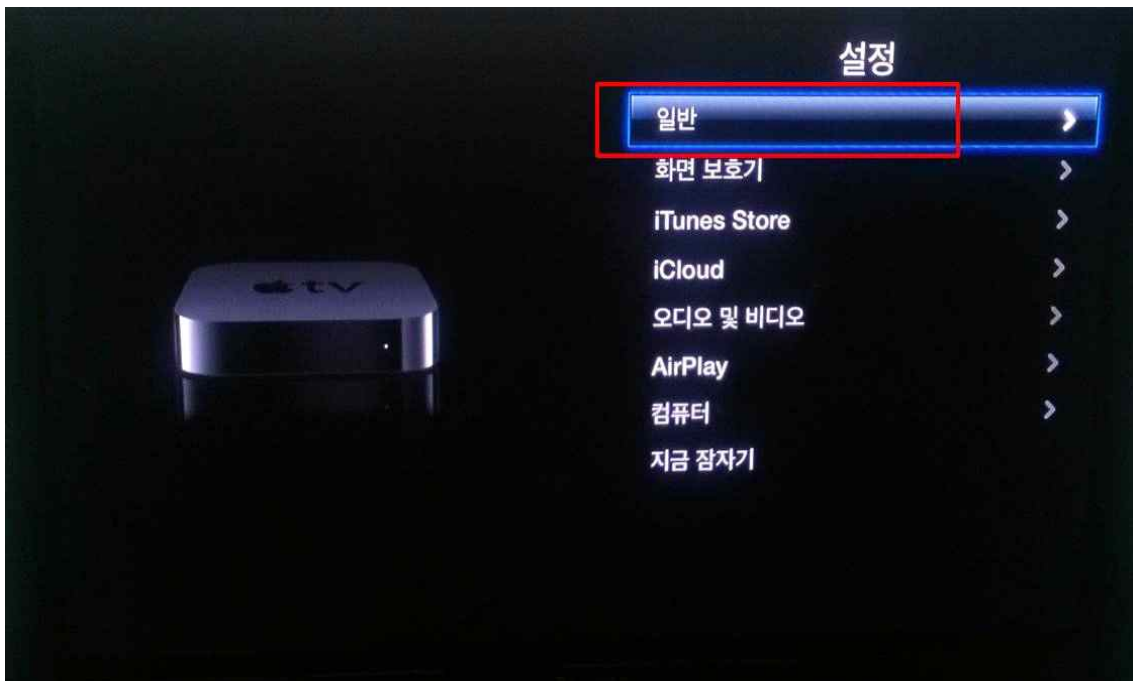 설정
일반
화면 보호기
iTunes Store
iCloud
오디오 및 비디오
AirPlay
컴퓨터
지금 잠자기
tv